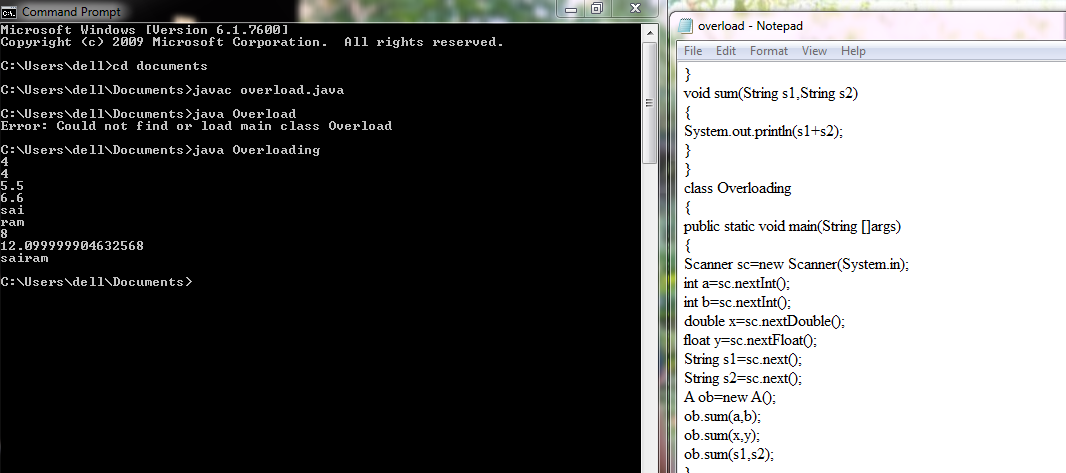 Command Prompt
Microsoft Windows [Version 6.1.7600]
Copyright (c) 2009 Microsoft Corporation.  All rights reserved.
C:\Users\dell>cd documents
C:\Users\dell\Documents>javac overload.java
C:\Users\dell\Documents>java Overload
Error: Could not find or load main class Overload
C:\Users\dell\Documents>java Overloading
4
4
5.5
6.6
sai
ram
8
12.099999904632568
sairam
C:\Users\dell\Documents>
overload - Notepad
File Edit Format View Help
}
void sum(String s1,String s2)
{
System.out.println(s1+s2);
}
}
class Overloading
{
public static void main(String []args)
{
Scanner sc=new Scanner(System.in);
int a=sc.nextInt();
int b=sc.nextInt();
double x=sc.nextDouble();
float y=sc.nextFloat();
String s1=sc.next();
String s2=sc.next();
A ob=new A();
ob.sum(a,b);
ob.sum(x,y);
ob.sum(s1,s2);
}